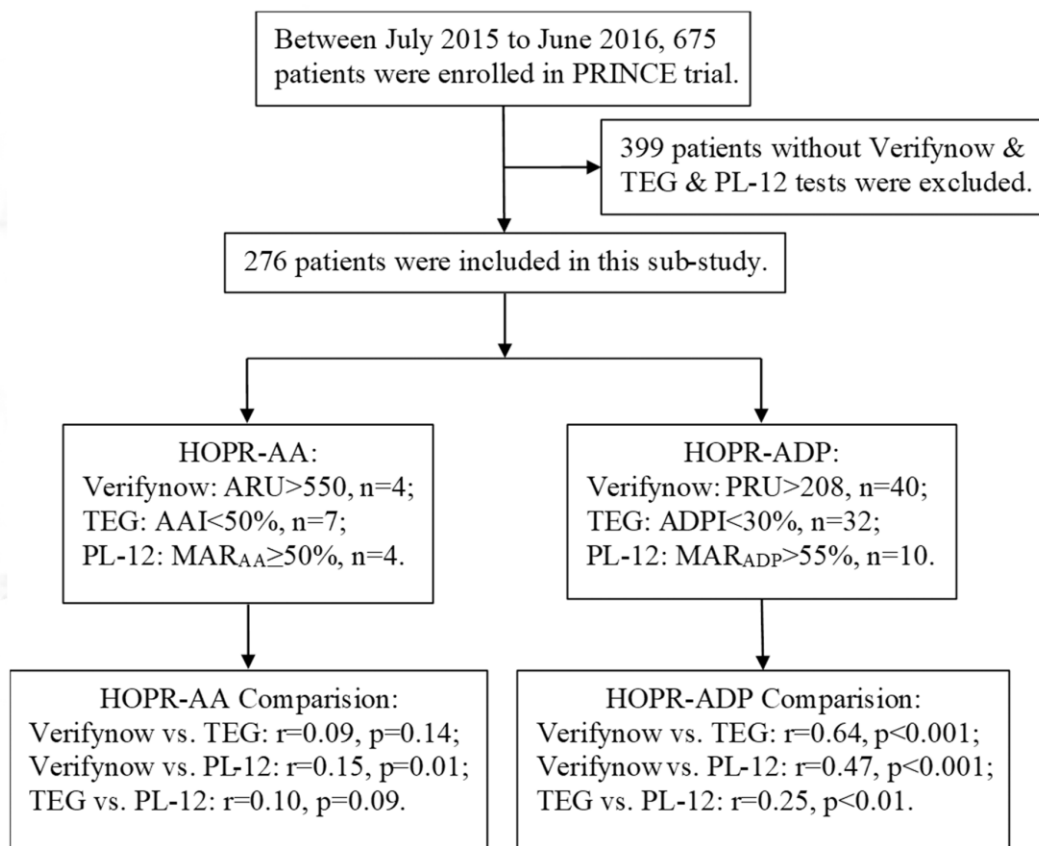 Between July 2015 to June 2016, 675
patients were enrolled in PRINCE trial.
399 patients without Verifynow &
TEG & PL-12 tests were excluded.
276 patients were included in this sub-study.
HOPR-AA:
Verifynow: ARU>550, n=4;
TEG: AAI<50%, n=7;
PL-12: MARAA≥50%, n=4.
HOPR-ADP:
Verifynow: PRU>208, n=40;
TEG: ADPI<30%, n=32;
PL-12: MARADP>55%, n=10.
HOPR-AA Comparision:
Verifynow vs. TEG: r=0.09, p=0.14;
Verifynow vs. PL-12: r=0.15, p=0.01;
TEG vs. PL-12: r=0.10, p=0.09.
HOPR-ADP Comparision:
Verifynow vs. TEG: r=0.64, p<0.001;
Verifynow vs. PL-12: r=0.47, p<0.001;
TEG vs. PL-12: r=0.25, p<0.01.